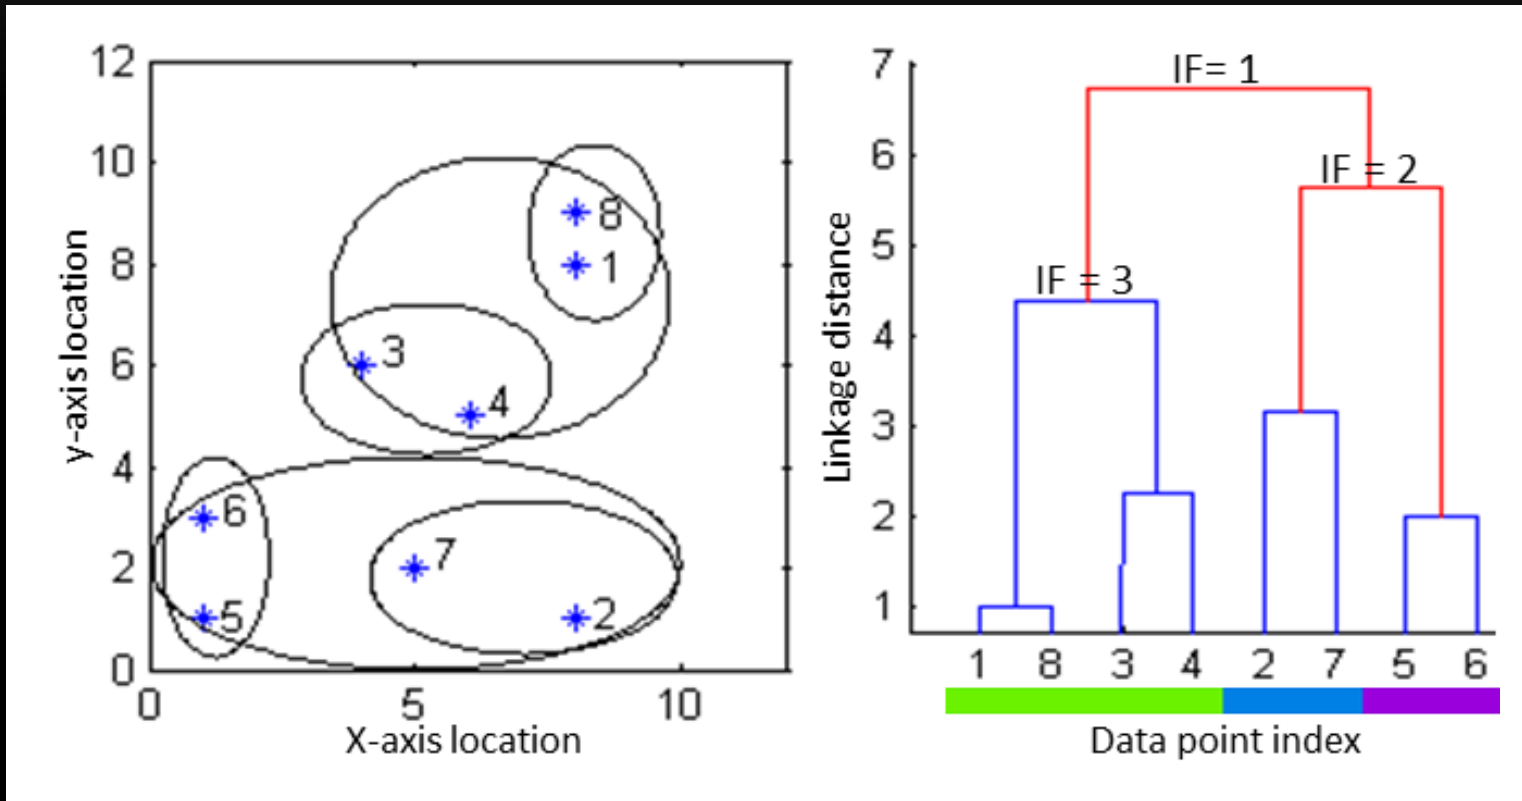 12
10
8
6
4
2
0
0 5 10
y-axis location
X-axis location
8
1
3
4
6
7
5
2
7
6
5
4
3
2
1
Linkage distance
IF= 1
IF = 2
IF = 3
1 8 3 4 2 7 5 6
Data point index